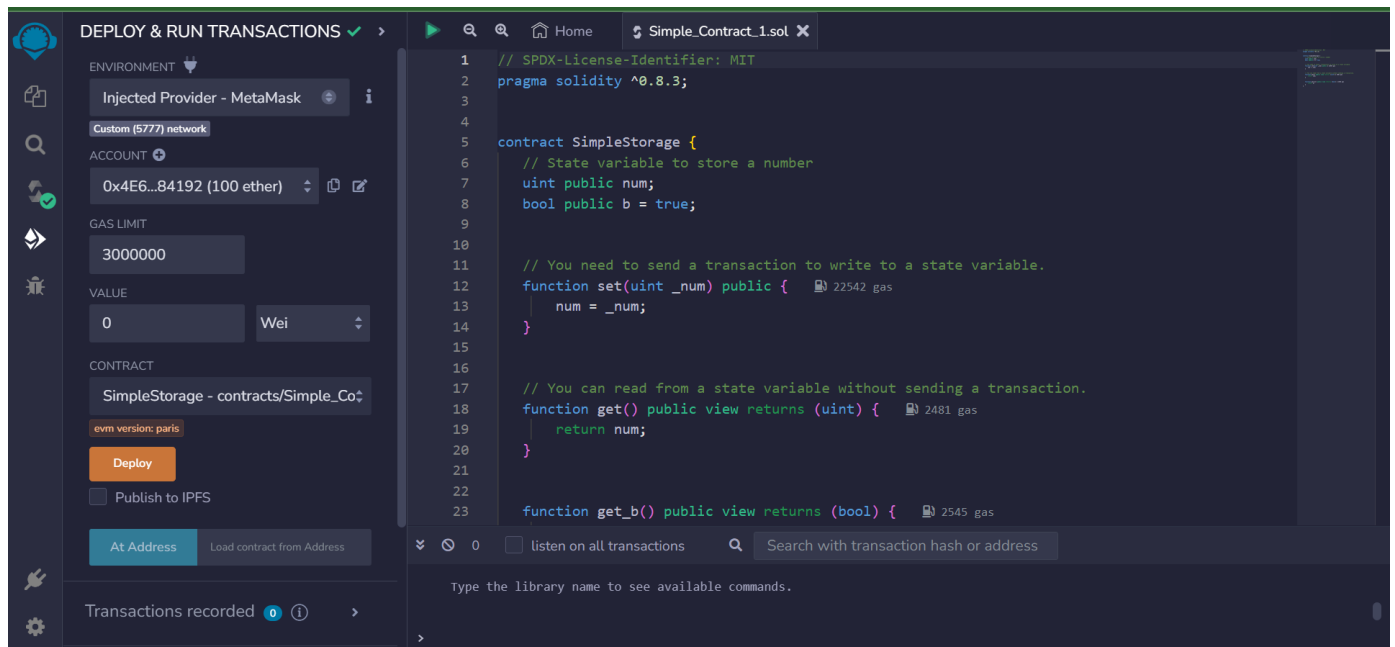 DEPLOY & RUN TRANSACTIONS
ENVIRONMENT
Injected Provider - MetaMask
Custom (5777) network
ACCOUNT
0x4E6...84192 (100 ether)
GAS LIMIT
3000000
VALUE
0 Wei
CONTRACT
SimpleStorage - contracts/Simple_Co
evm version: paris
Deploy
Publish to IPFS
At Address Load contract from Address
Transactions recorded 0 i
Home Simple_Contract_1.sol
1 // SPDX-License-Identifier: MIT
2 pragma solidity ^0.8.3;
3
4
5 contract SimpleStorage {
6 // State variable to store a number
7 uint public num;
8 bool public b = true;
9
10
11 // You need to send a transaction to write to a state variable.
12 function set(uint _num) public { 22542 gas
13 num = _num;
14 }
15
16
17 // You can read from a state variable without sending a transaction.
18 function get() public view returns (uint) { 2481 gas
19 return num;
20 }
21
22
23 function get_b() public view returns (bool) { 2545 gas
0 listen on all transactions Search with transaction hash or address
Type the library name to see available commands.
>